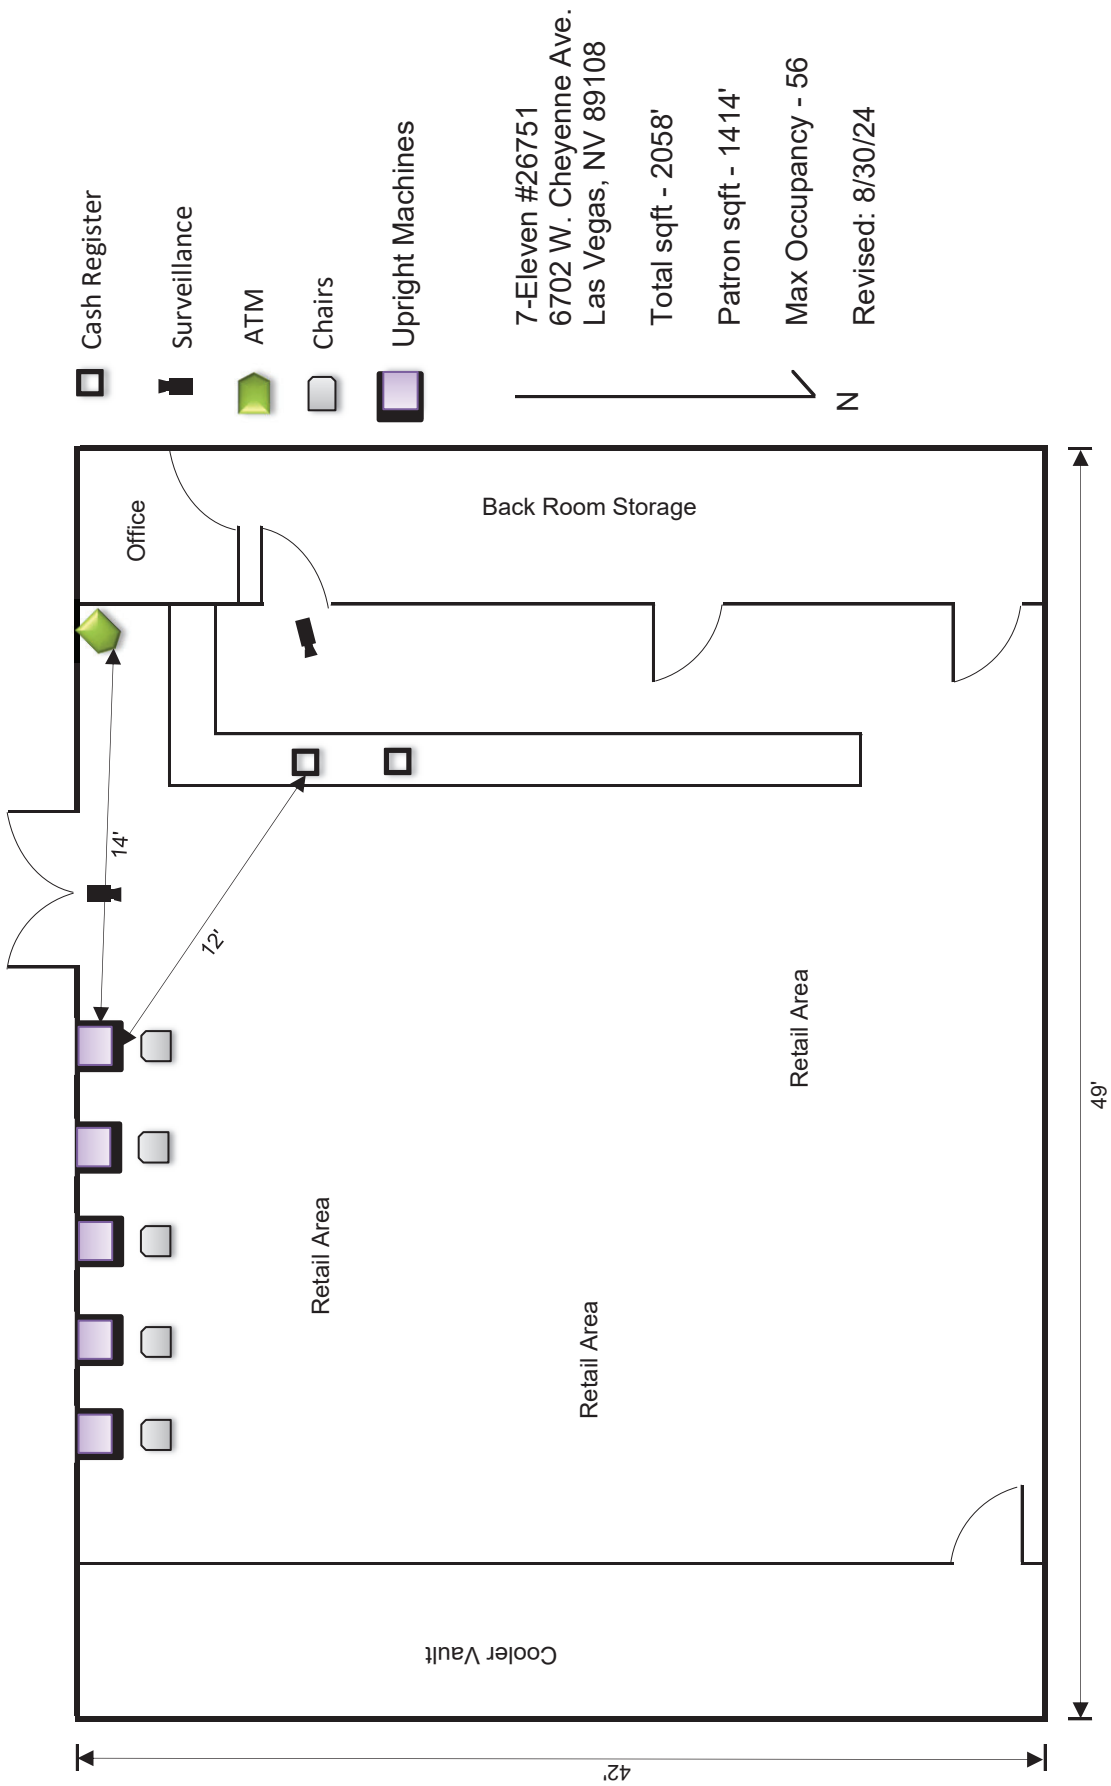 Cash Register
Surveillance
ATM
Chairs
Upright Machines
7-Eleven #26751
6702 W. Cheyenne Ave.
Las Vegas, NV 89108
Total sqft - 2058'
Patron sqft - 1414'
Max Occupancy - 56
Revised: 8/30/24
N
Office
Back Room Storage
14'
12'
Retail Area
Retail Area
Retail Area
Cooler Vault
42'
49'